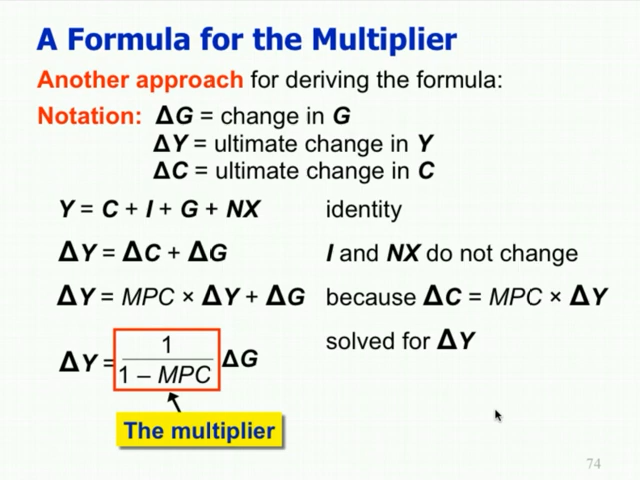 A Formula for the Multiplier
Another approach for deriving the formula:
Notation: ΔG = change in G
ΔY = ultimate change in Y
ΔC = ultimate change in C
Y = C + I + G + NX identity
ΔY = ΔC + ΔG I and NX do not change
ΔY = MPC × ΔY + ΔG because ΔC = MPC × ΔY
solved for ΔY
1
ΔY = ΔG
1 – MPC
The multiplier
74